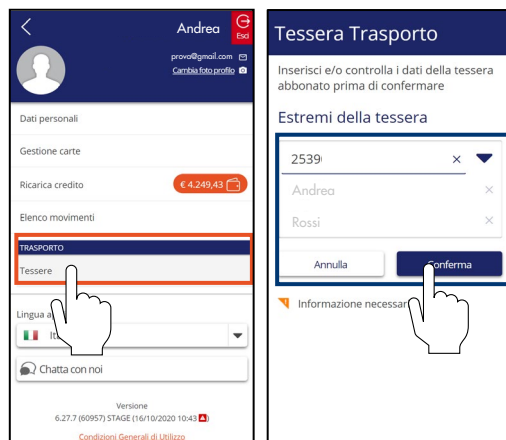 Andrea
Esci
prova@gmail.com
Cambia foto profilo
Dati personali
Gestione carte
Ricarica credito
€ 4.249,43
Elenco movimenti
TRASPORTO
Tessere
Lingua
Chatta con noi
Versione
6.27.7 (60957) STAGE (16/10/2020 10:43)
Condizioni Generali di Utilizzo
Tessera Trasporto
Inserisci e/o controlla i dati della tessera
abbonato prima di confermare
Estremi della tessera
2539
Andrea
Rossi
Annulla
Conferma
Informazione